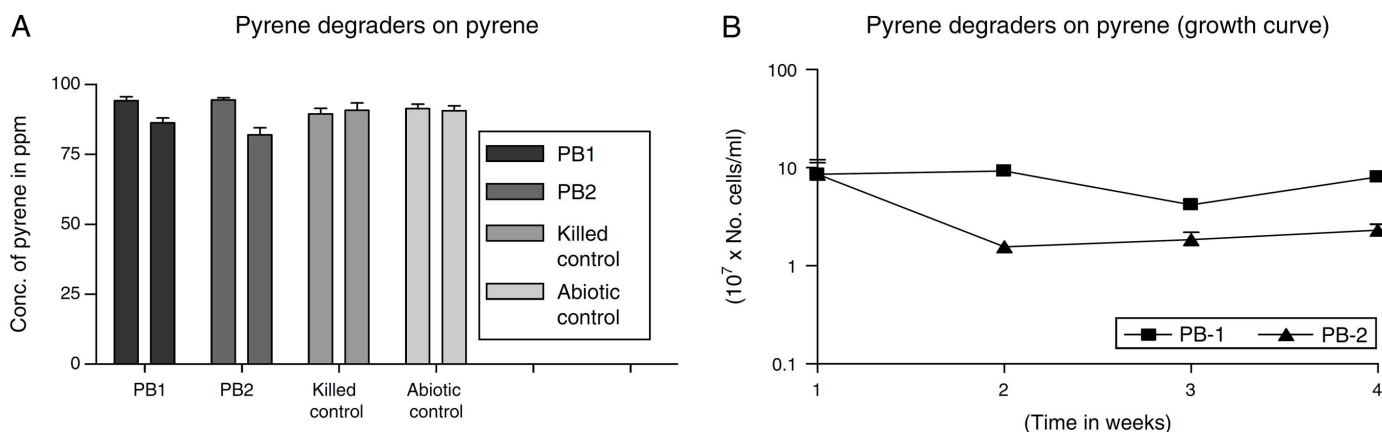 A
Pyrene degraders on pyrene
Conc. of pyrene in ppm
100
75
50
25
0
PB1
PB2
Killed
control
Abiotic
control
PB1
PB2
Killed
control
Abiotic
control
B
Pyrene degraders on pyrene (growth curve)
(10⁷ x No. cells/ml)
100
10
1
0.1
PB-1
PB-2
1
2
3
4
(Time in weeks)